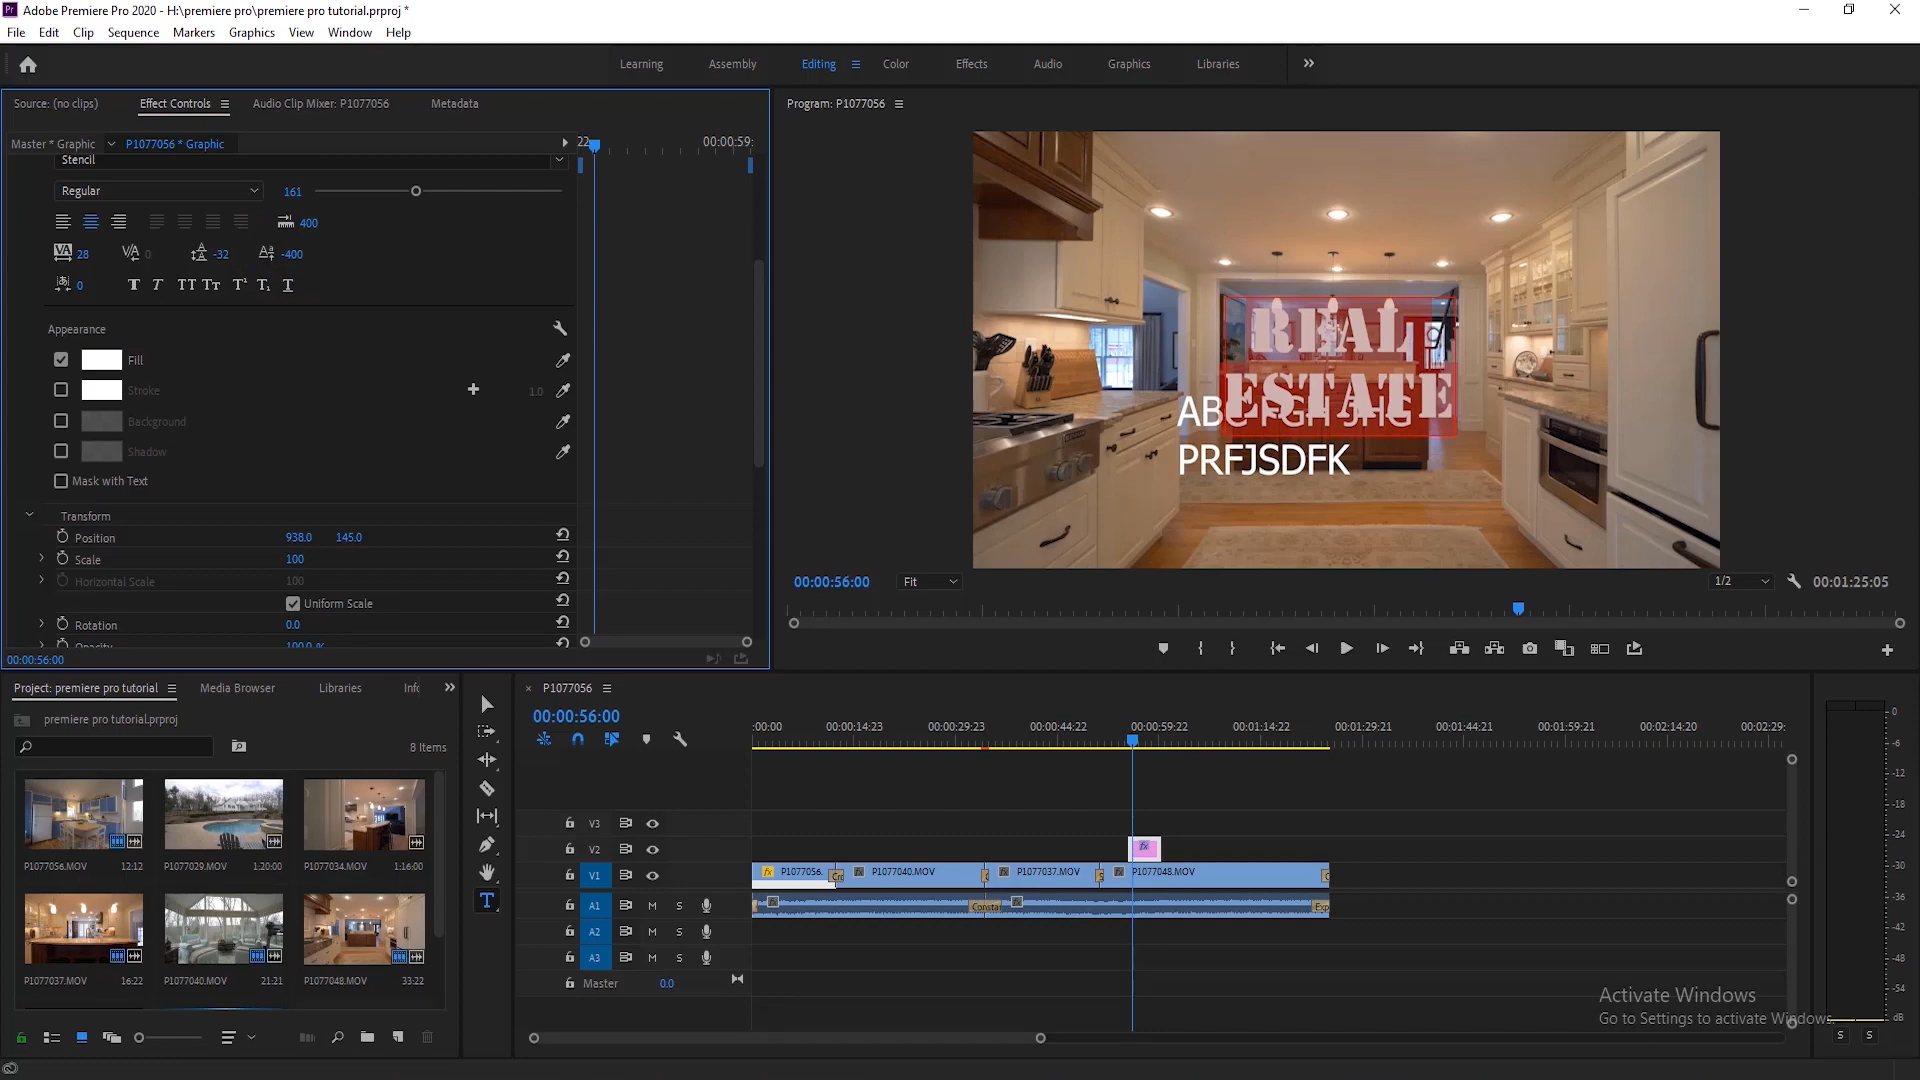 Adobe Premiere Pro 2020 - H:\premiere pro\premiere pro tutorial.prproj *
File Edit Clip Sequence Markers Graphics View Window Help
Learning Assembly Editing Color Effects Audio Graphics Libraries
Source: (no clips) Effect Controls Audio Clip Mixer: P1077056 Metadata
Program: P1077056
Master * Graphic P1077056 * Graphic
22 00:00:59:
Stencil
Regular 161
400
28 0 -32 -400
0
Appearance
Fill
Stroke 1.0
Background
Shadow
Mask with Text
Transform
Position 938.0 145.0
Scale 100
Horizontal Scale 100
Uniform Scale
Rotation 0.0
Opacity 100.0 %
00:00:56:00
REAL
ESTATE
ABC FGH JHG
PRFJSDFK
00:00:56:00 Fit 1/2 00:01:25:05
Project: premiere pro tutorial Media Browser Libraries Info
premiere pro tutorial.prproj
8 Items
P1077056.MOV 12:12 P1077029.MOV 1:20:00 P1077034.MOV 1:16:00
P1077037.MOV 16:22 P1077040.MOV 21:21 P1077048.MOV 33:22
P1077056
00:00:56:00
:00:00 00:00:14:23 00:00:29:23 00:00:44:22 00:00:59:22 00:01:14:22 00:01:29:21 00:01:44:21 00:01:59:21 00:02:14:20 00:02:29:
V3
V2
V1 P1077056. Cro P1077040.MOV P1077037.MOV P1077048.MOV
A1 M S Consta Exp
A2 M S
A3 M S
Master 0.0
0
-6
-12
-18
-24
-30
-36
-42
-48
-54
dB
S S
Activate Windows
Go to Settings to activate Windows.